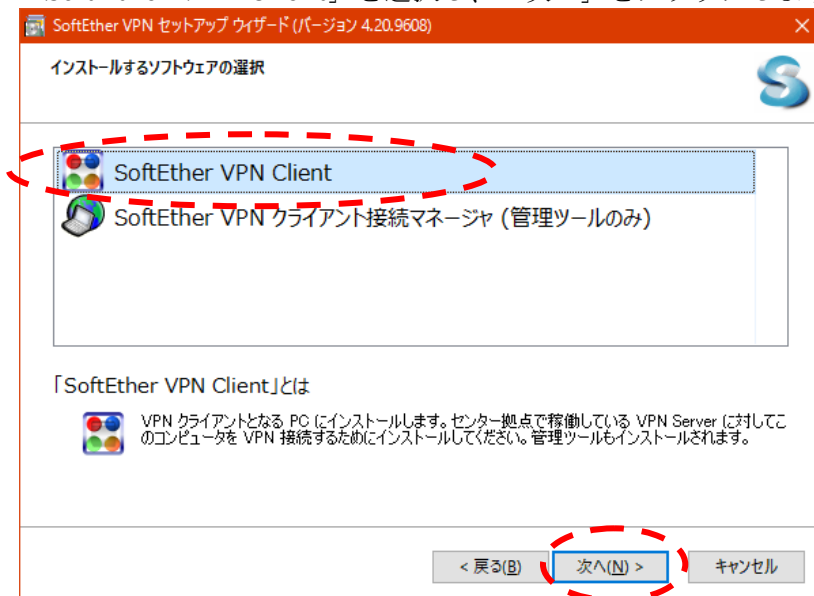 SoftEther VPN セットアップ ウィザード (バージョン 4.20.9608)
インストールするソフトウェアの選択
SoftEther VPN Client
SoftEther VPN クライアント接続マネージャ (管理ツールのみ)
「SoftEther VPN Client」とは
VPN クライアントとなる PC にインストールします。センター拠点で稼働している VPN Server に対してこ
のコンピュータを VPN 接続するためにインストールしてください。管理ツールもインストールされます。
< 戻る(B) 次へ(N) > キャンセル